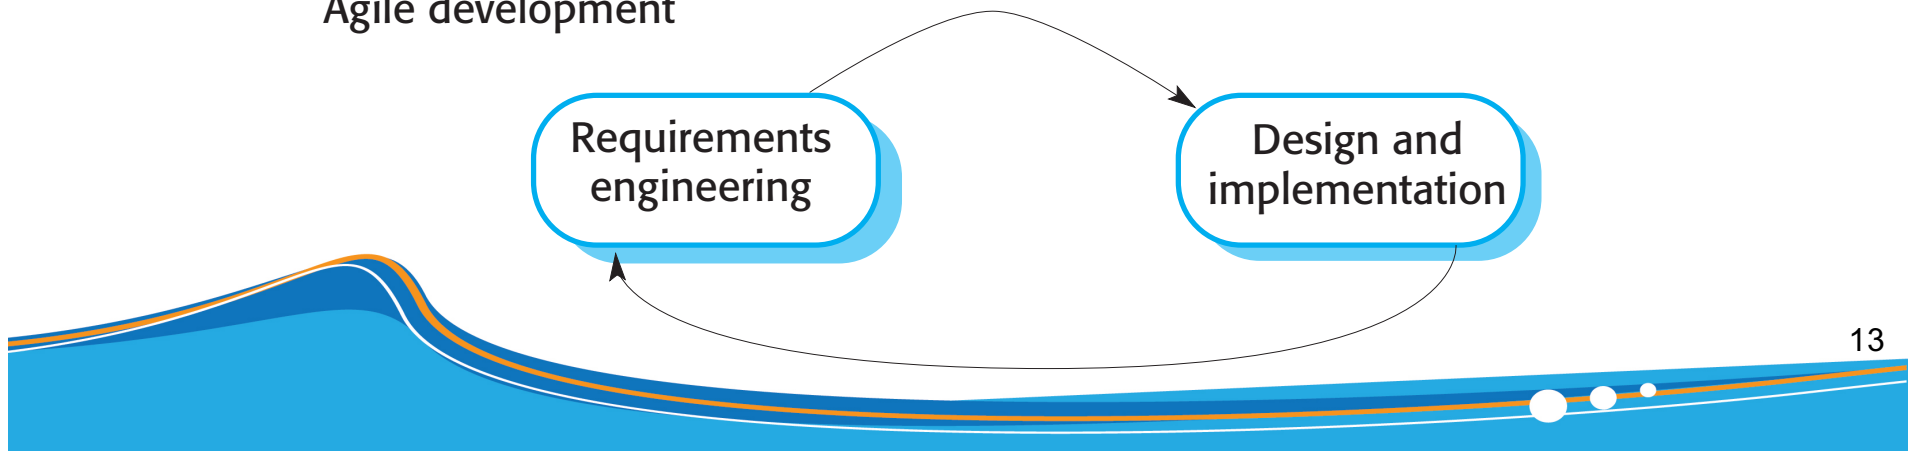 Agile development
Requirements
engineering
Design and
implementation
13